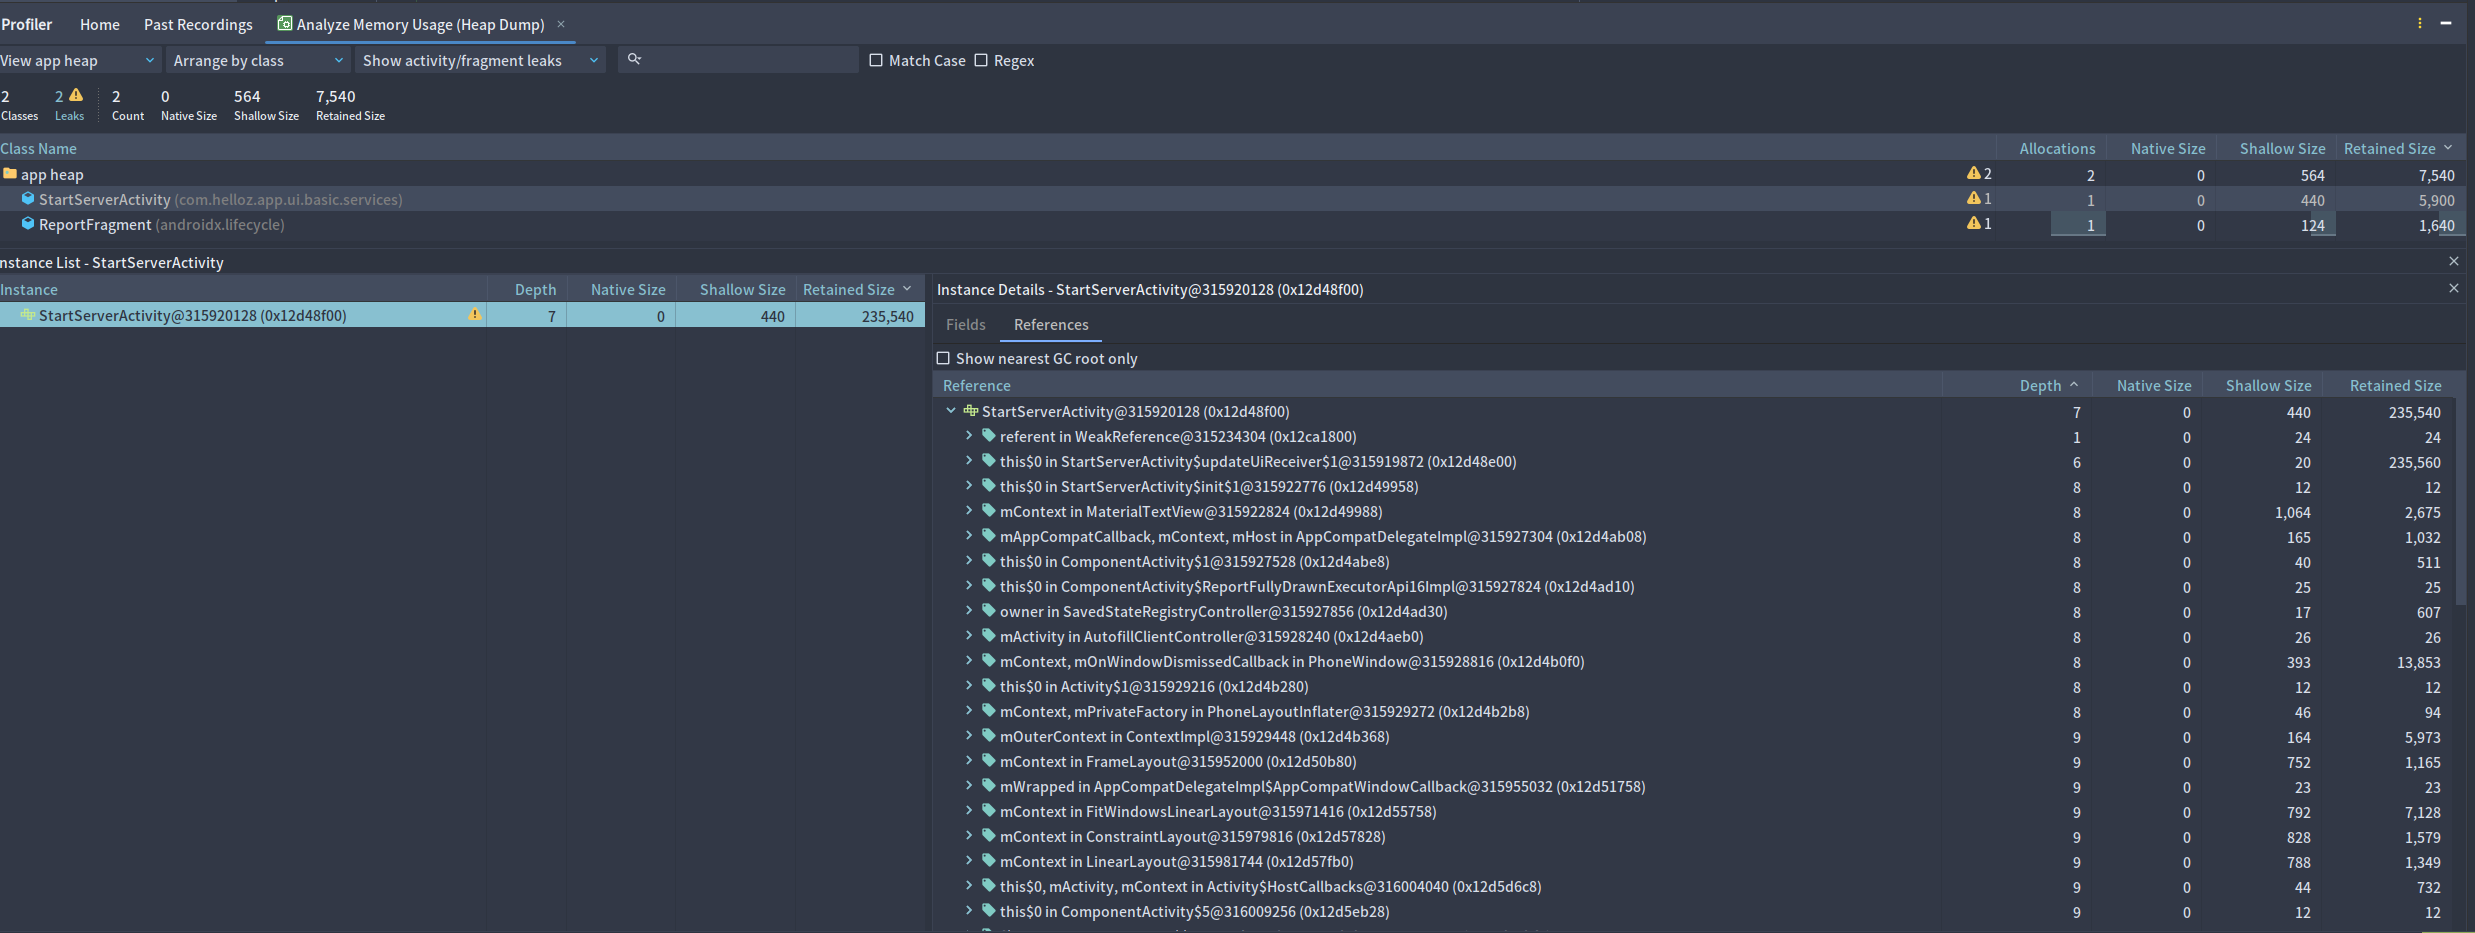 Profiler Home Past Recordings Analyze Memory Usage (Heap Dump) ×
View app heap Arrange by class Show activity/fragment leaks Match Case Regex
2 2 2 0 564 7,540
Classes Leaks Count Native Size Shallow Size Retained Size
Class Name Allocations Native Size Shallow Size Retained Size
app heap 2 2 0 564 7,540
StartServerActivity (com.helloz.app.ui.basic.services) 1 1 0 440 5,900
ReportFragment (androidx.lifecycle) 1 1 0 124 1,640
nstance List - StartServerActivity
Instance Depth Native Size Shallow Size Retained Size
StartServerActivity@315920128 (0x12d48f00) 7 0 440 235,540
Instance Details - StartServerActivity@315920128 (0x12d48f00)
Fields References
Show nearest GC root only
Reference Depth Native Size Shallow Size Retained Size
StartServerActivity@315920128 (0x12d48f00) 7 0 440 235,540
referent in WeakReference@315234304 (0x12ca1800) 1 0 24 24
this$0 in StartServerActivity$updateUiReceiver$1@315919872 (0x12d48e00) 6 0 20 235,560
this$0 in StartServerActivity$init$1@315922776 (0x12d49958) 8 0 12 12
mContext in MaterialTextView@315922824 (0x12d49988) 8 0 1,064 2,675
mAppCompatCallback, mContext, mHost in AppCompatDelegateImpl@315927304 (0x12d4ab08) 8 0 165 1,032
this$0 in ComponentActivity$1@315927528 (0x12d4abe8) 8 0 40 511
this$0 in ComponentActivity$ReportFullyDrawnExecutorApi16Impl@315927824 (0x12d4ad10) 8 0 25 25
owner in SavedStateRegistryController@315927856 (0x12d4ad30) 8 0 17 607
mActivity in AutofillClientController@315928240 (0x12d4aeb0) 8 0 26 26
mContext, mOnWindowDismissedCallback in PhoneWindow@315928816 (0x12d4b0f0) 8 0 393 13,853
this$0 in Activity$1@315929216 (0x12d4b280) 8 0 12 12
mContext, mPrivateFactory in PhoneLayoutInflater@315929272 (0x12d4b2b8) 8 0 46 94
mOuterContext in ContextImpl@315929448 (0x12d4b368) 9 0 164 5,973
mContext in FrameLayout@315952000 (0x12d50b80) 9 0 752 1,165
mWrapped in AppCompatDelegateImpl$AppCompatWindowCallback@315955032 (0x12d51758) 9 0 23 23
mContext in FitWindowsLinearLayout@315971416 (0x12d55758) 9 0 792 7,128
mContext in ConstraintLayout@315979816 (0x12d57828) 9 0 828 1,579
mContext in LinearLayout@315981744 (0x12d57fb0) 9 0 788 1,349
this$0, mActivity, mContext in Activity$HostCallbacks@316004040 (0x12d5d6c8) 9 0 44 732
this$0 in ComponentActivity$5@316009256 (0x12d5eb28) 9 0 12 12